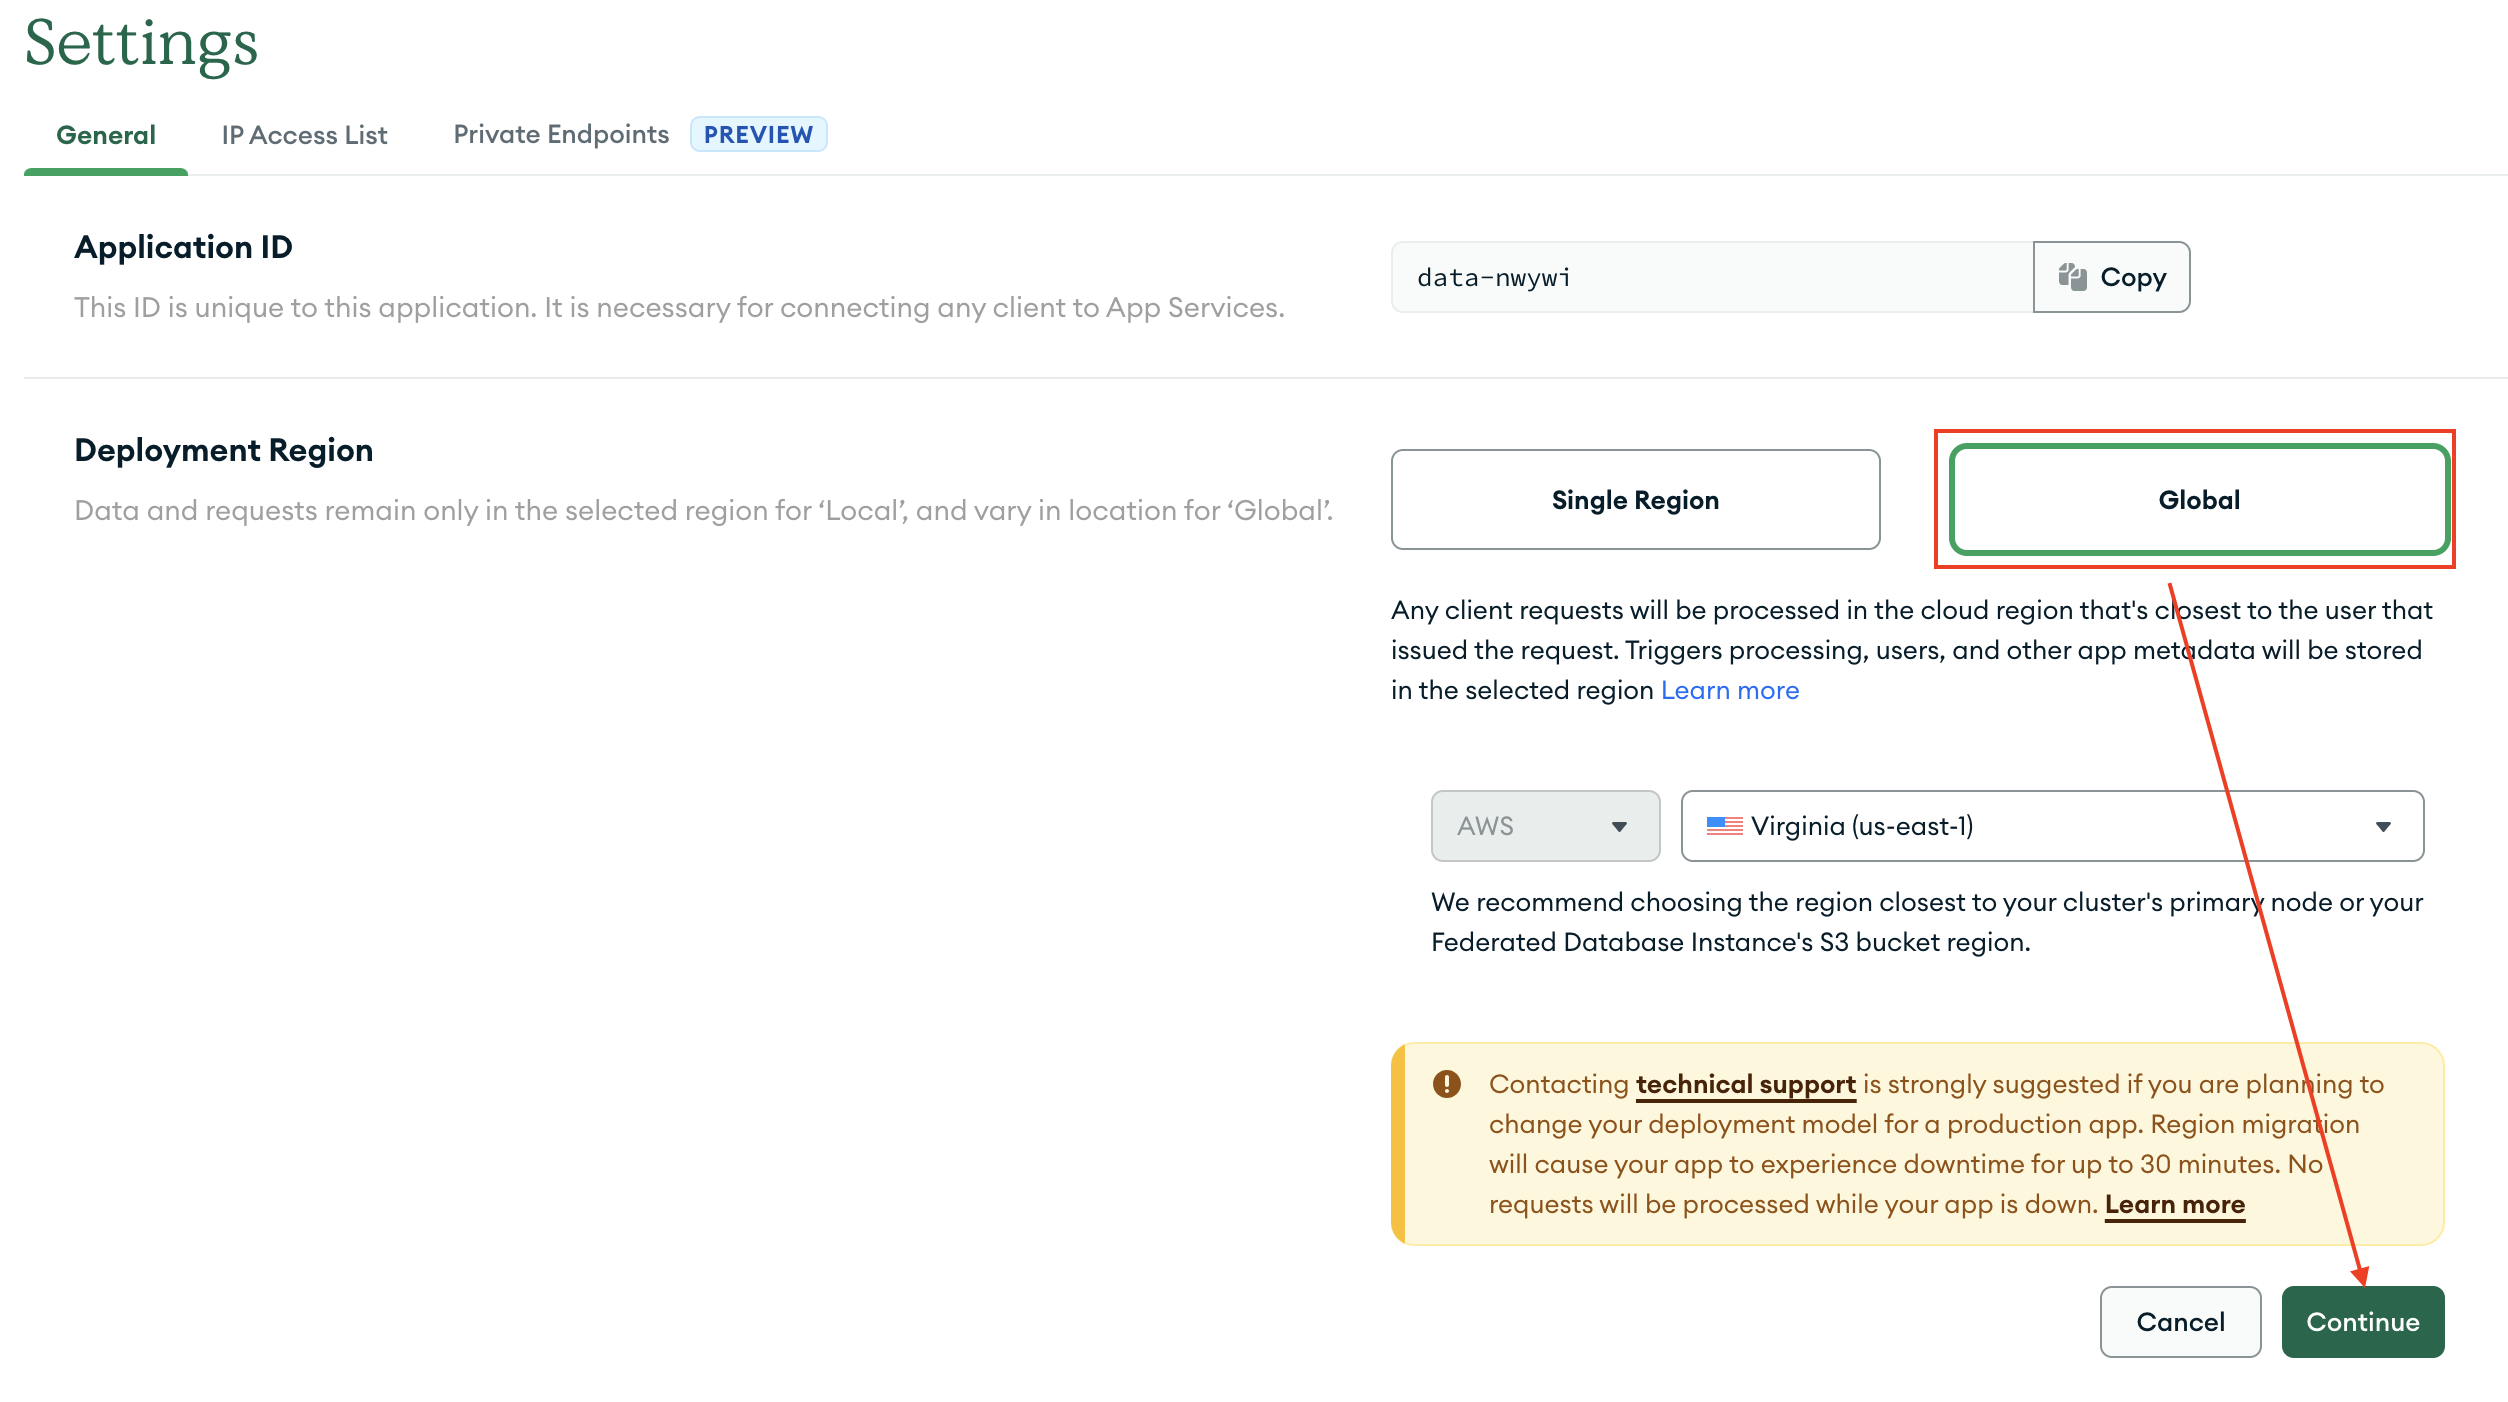 Settings
General
IP Access List
Private Endpoints
PREVIEW
Application ID
This ID is unique to this application. It is necessary for connecting any client to App Services.
data-nwywi
Copy
Deployment Region
Data and requests remain only in the selected region for ‘Local’, and vary in location for ‘Global’.
Single Region
Global
Any client requests will be processed in the cloud region that's closest to the user that
issued the request. Triggers processing, users, and other app metadata will be stored
in the selected region Learn more
AWS
Virginia (us-east-1)
We recommend choosing the region closest to your cluster's primary node or your
Federated Database Instance's S3 bucket region.
Contacting technical support is strongly suggested if you are planning to
change your deployment model for a production app. Region migration
will cause your app to experience downtime for up to 30 minutes. No
requests will be processed while your app is down. Learn more
Cancel
Continue